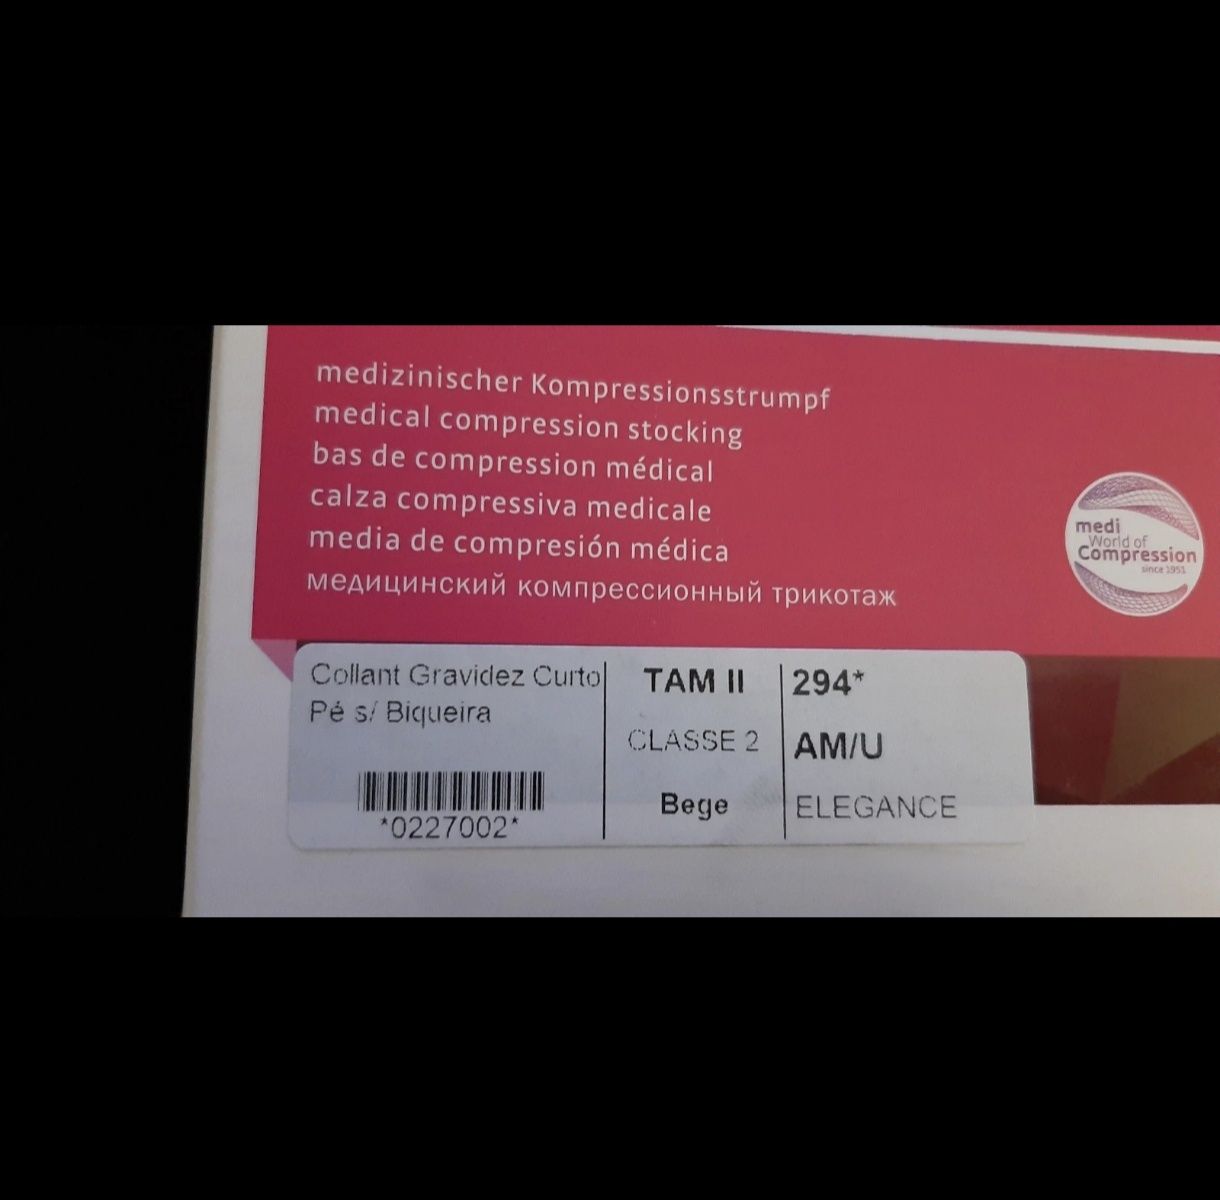 medizinischer Kompressionsstrumpf
medical compression stocking
bas de compression médical
calza compressiva medicale
media de compresión médica
медицинский компрессионный трикотаж
medi
World of
Compression
since 1951
Collant Gravidez Curto
Pé s/ Biqueira
*0227002*
TAM II
CLASSE 2
Bege
294*
AM/U
ELEGANCE